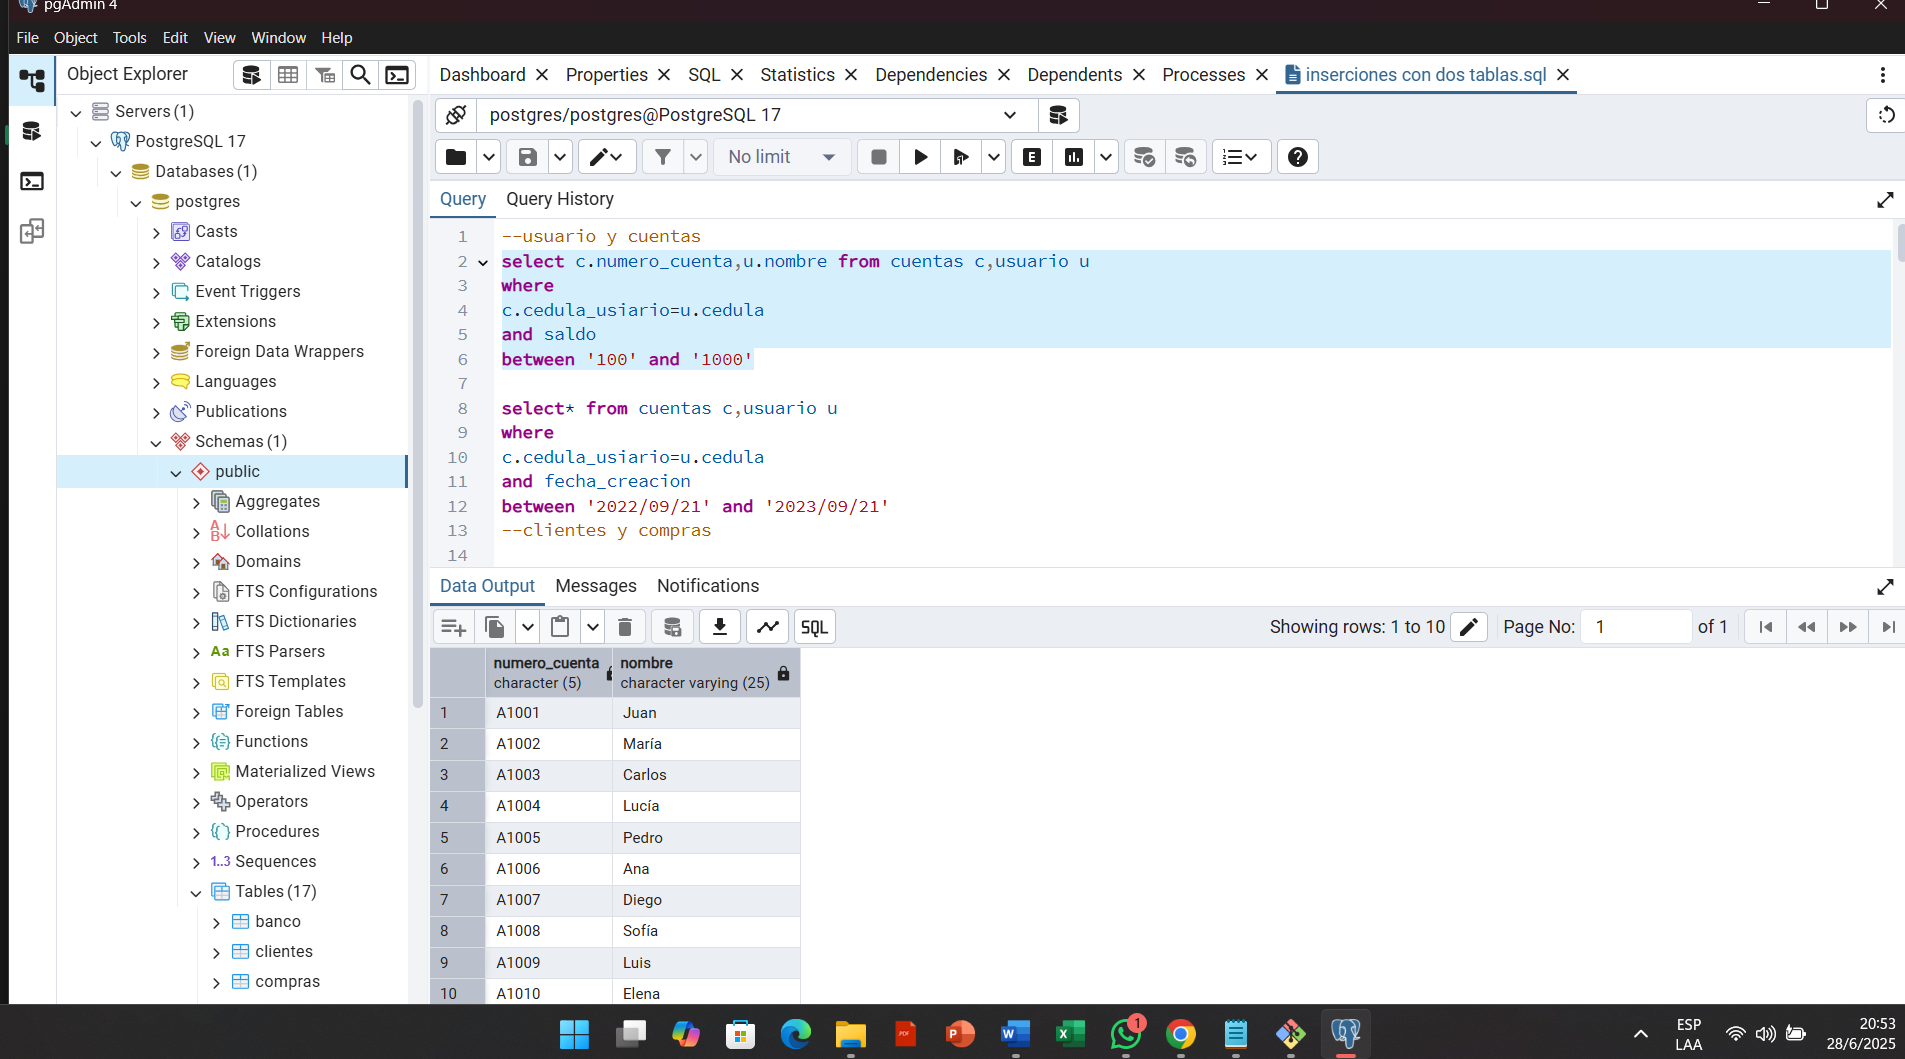 pgAdmin 4
File Object Tools Edit View Window Help
Object Explorer
Dashboard Properties SQL Statistics Dependencies Dependents Processes inserciones con dos tablas.sql
Servers (1)
PostgreSQL 17
Databases (1)
postgres
Casts
Catalogs
Event Triggers
Extensions
Foreign Data Wrappers
Languages
Publications
Schemas (1)
public
Aggregates
Collations
Domains
FTS Configurations
FTS Dictionaries
Aa FTS Parsers
FTS Templates
Foreign Tables
Functions
Materialized Views
Operators
Procedures
1..3 Sequences
Tables (17)
banco
clientes
compras
postgres/postgres@PostgreSQL 17
No limit
E
Query Query History
1 --usuario y cuentas
2 select c.numero_cuenta,u.nombre from cuentas c,usuario u
3 where
4 c.cedula_usiario=u.cedula
5 and saldo
6 between '100' and '1000'
7
8 select* from cuentas c,usuario u
9 where
10 c.cedula_usiario=u.cedula
11 and fecha_creacion
12 between '2022/09/21' and '2023/09/21'
13 --clientes y compras
14
Data Output Messages Notifications
SQL
Showing rows: 1 to 10 Page No: 1 of 1
numero_cuenta nombre
character (5) character varying (25)
1 A1001 Juan
2 A1002 María
3 A1003 Carlos
4 A1004 Lucía
5 A1005 Pedro
6 A1006 Ana
7 A1007 Diego
8 A1008 Sofía
9 A1009 Luis
10 A1010 Elena
PDF
1
ESP
LAA
20:53
28/6/2025